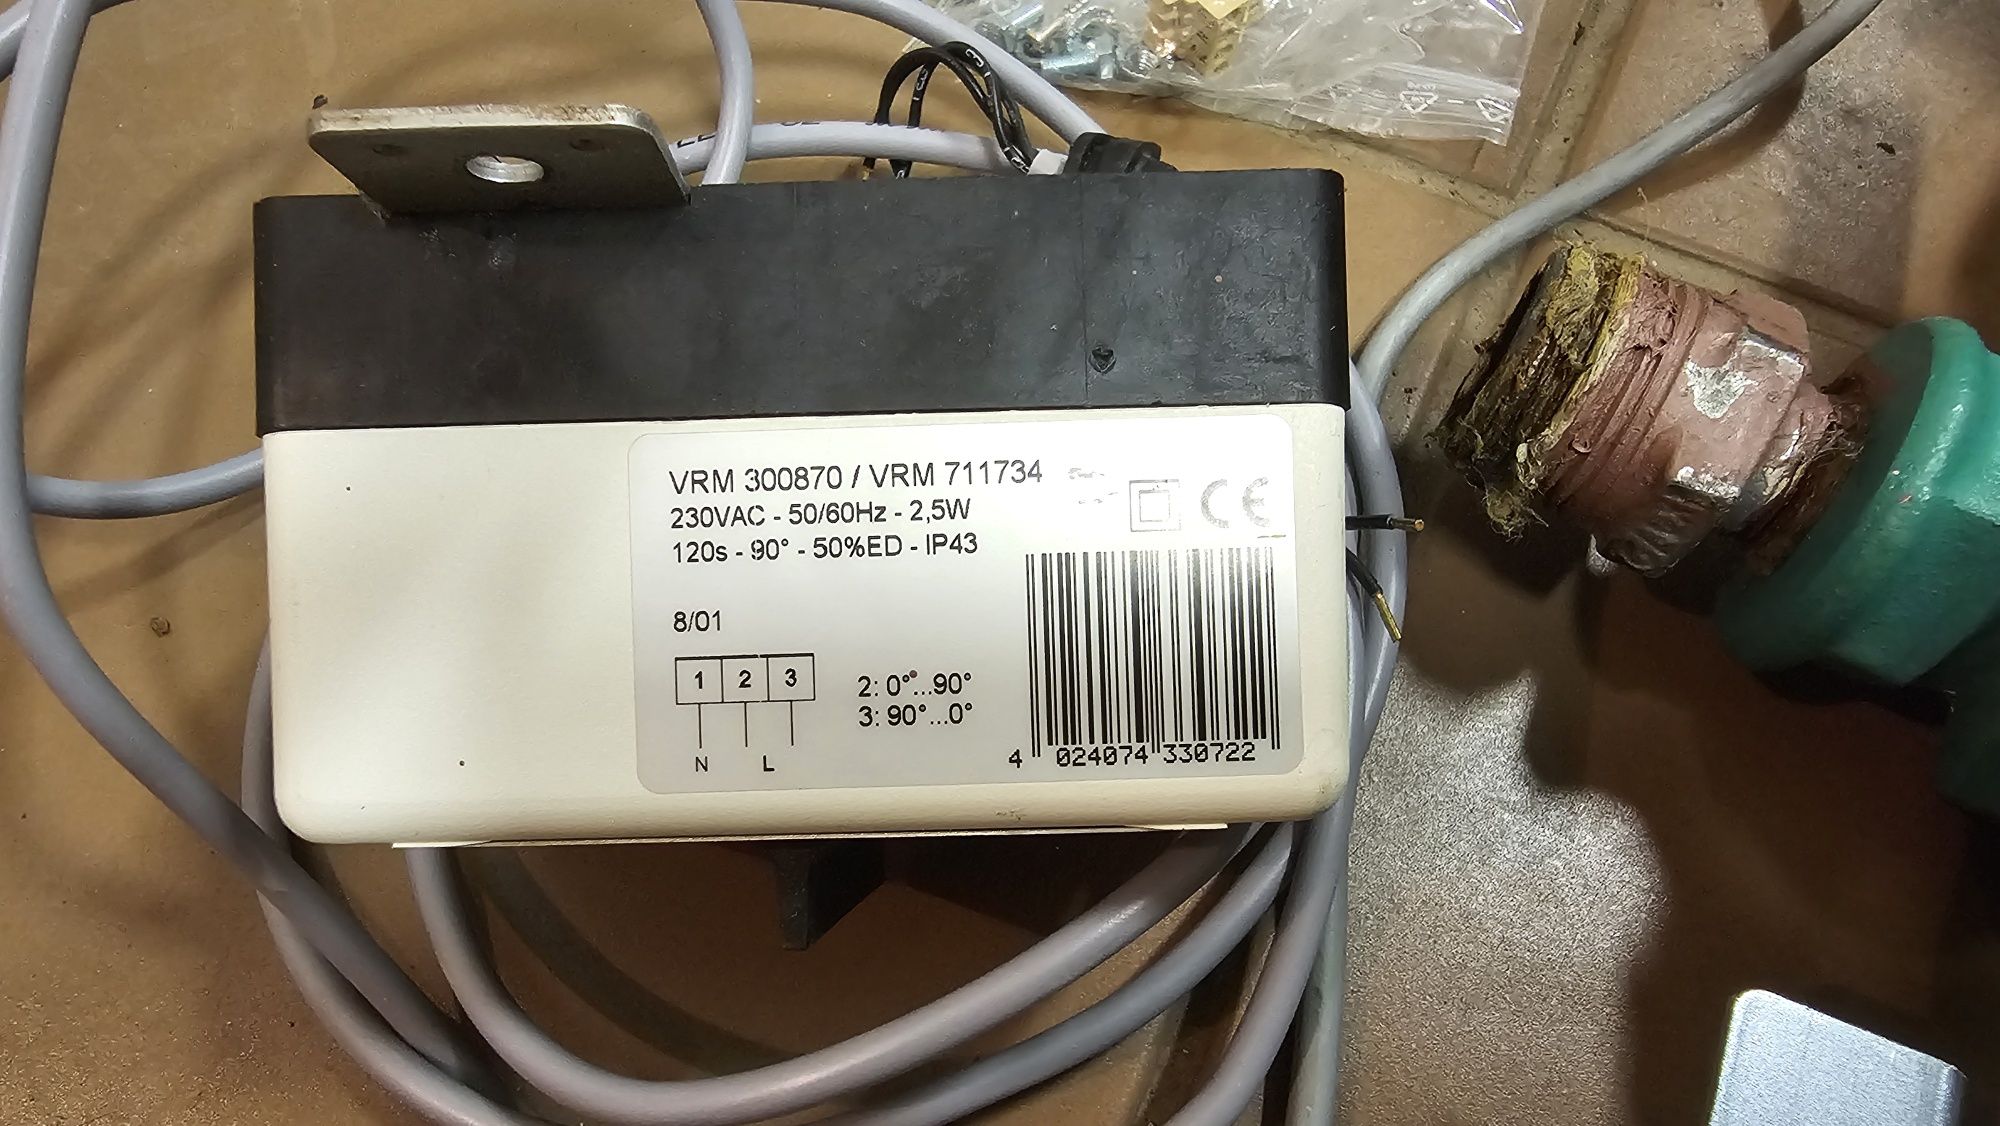 VRM 300870 / VRM 711734
230VAC - 50/60Hz - 2,5W
120s - 90° - 50%ED - IP43
CE
8/01
1 2 3
N L
2: 0°...90°
3: 90°...0°
4 024074 330722